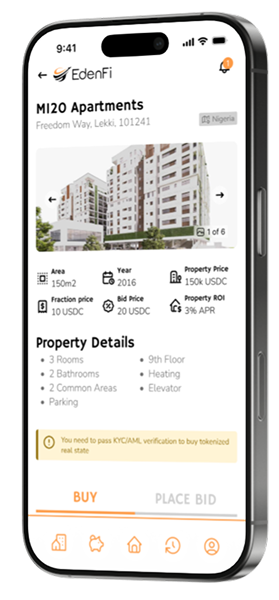 9:41
EdenFi
1
MI20 Apartments
Freedom Way, Lekki, 101241
Nigeria
1 of 6
Area
150m2
Year
2016
Property Price
150k USDC
Fraction price
10 USDC
Bid Price
20 USDC
Property ROI
3% APR
Property Details
3 Rooms
2 Bathrooms
2 Common Areas
Parking
9th Floor
Heating
Elevator
You need to pass KYC/AML verification to buy tokenized
real state
BUY
PLACE BID